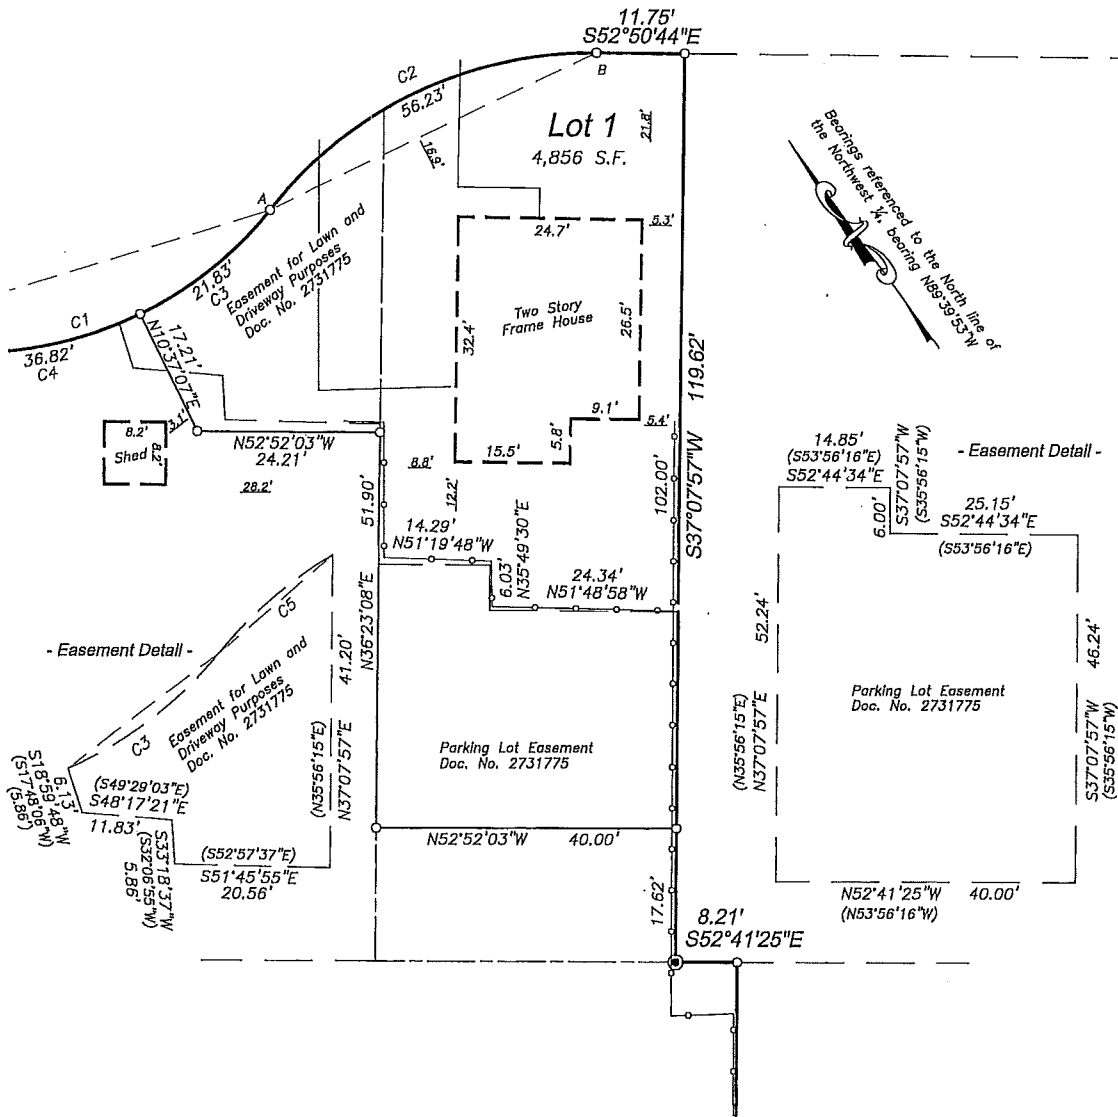 11.75'
S52°50'44"E
C2
56.23'
B
Lot 1
4,856 S.F.
21.8'
16.9'
Bearings referenced to the North line of
the Northwest ¼, bearing N89°39'53"W
A
Easement for Lawn and
Driveway Purposes
Doc. No. 2731775
21.83'
C3
C1
36.82'
C4
17.21'
N10°37'07"E
24.7'
5.3'
Two Story
Frame House
32.4'
26.5'
119.62'
S37°07'57"W
9.1'
5.4'
5.8'
15.5'
3.1'
8.2'
Shed
8.2'
N52°52'03"W
24.21'
28.2'
8.8'
12.2'
51.90'
N36°23'08"E
14.29'
N51°19'48"W
6.03'
N35°49'30"E
24.34'
N51°48'58"W
102.00'
14.85'
(S53°56'16"E)
S52°44'34"E
6.00'
S37°07'57"W
(S35°56'15"W)
- Easement Detail -
25.15'
S52°44'34"E
(S53°56'16"E)
52.24'
(N35°56'15"E)
N37°07'57"E
46.24'
S37°07'57"W
(S35°56'15"W)
Parking Lot Easement
Doc. No. 2731775
N52°41'25"W 40.00'
(N53°56'16"W)
- Easement Detail -
C5
C3
Easement for Lawn and
Driveway Purposes
Doc. No. 2731775
41.20'
(N35°56'15"E)
N37°07'57"E
6.13'
S18°59'48"W
(S17°48'06"W)
(5.86')
(S49°29'03"E)
S48°17'21"E
11.83'
S33°18'37"W
(S32°06'55"W)
5.86'
(S52°57'37"E)
S51°45'55"E
20.56'
Parking Lot Easement
Doc. No. 2731775
N52°52'03"W 40.00'
17.62'
8.21'
S52°41'25"E